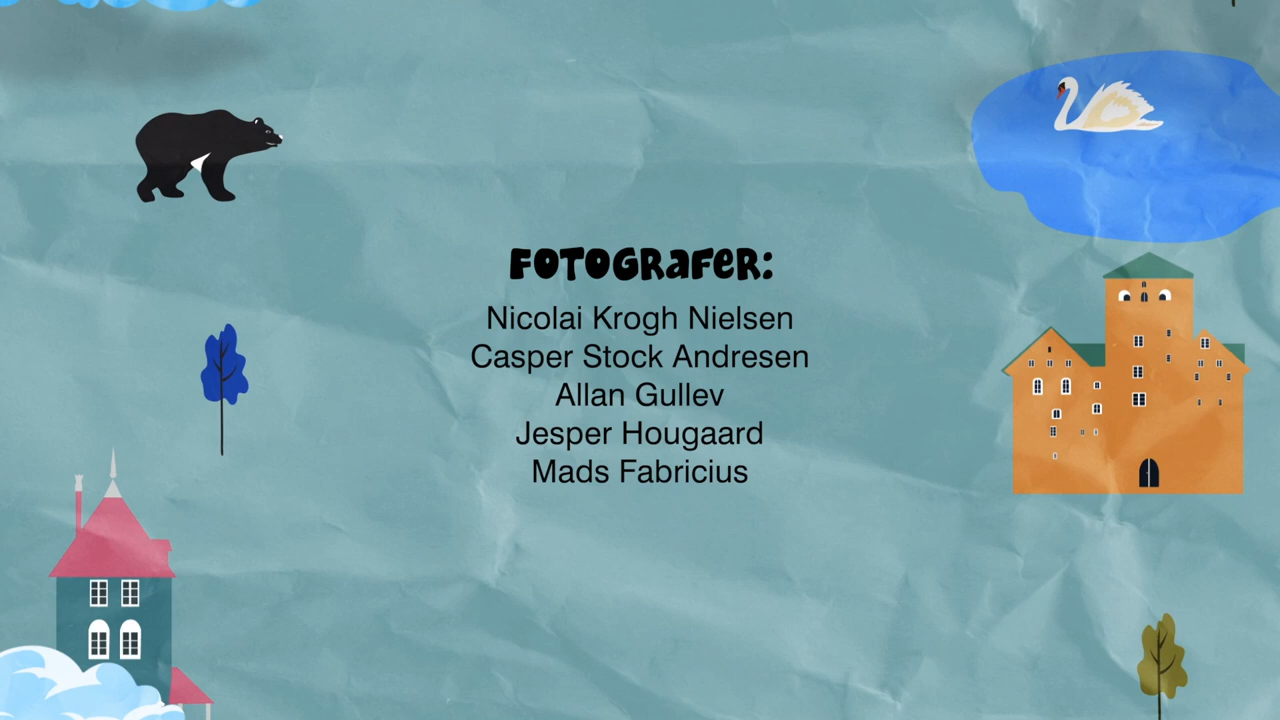 FOTOGRAFER:
Nicolai Krogh Nielsen
Casper Stock Andresen
Allan Gullev
Jesper Hougaard
Mads Fabricius